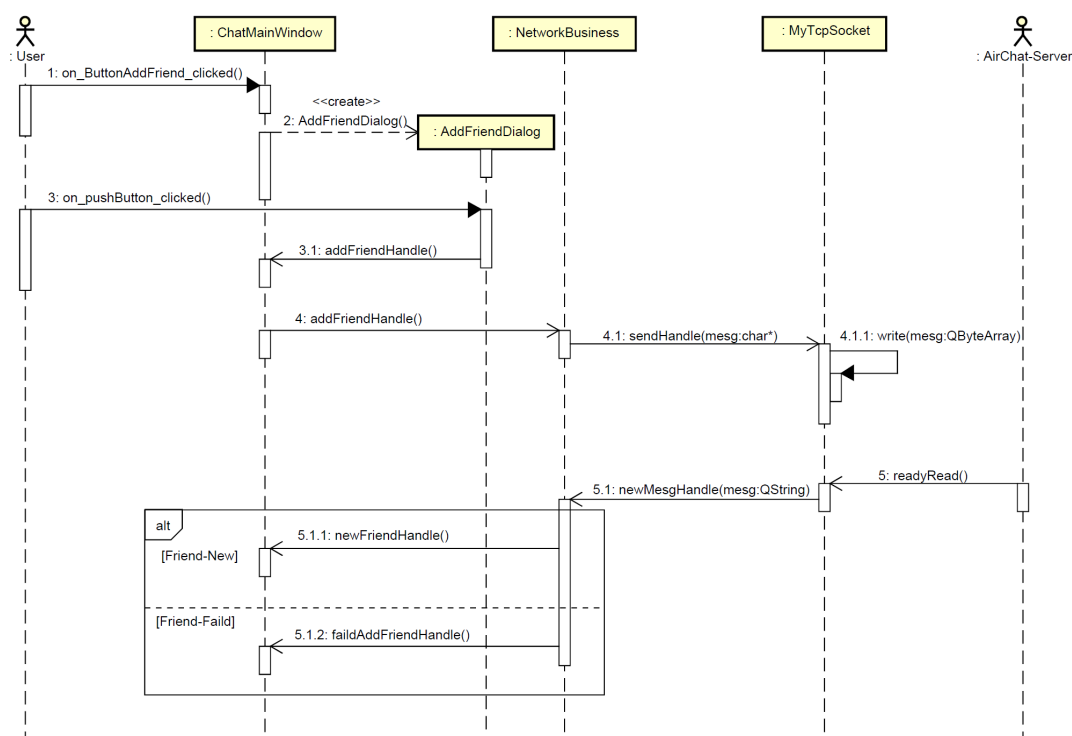 : User
: ChatMainWindow
: NetworkBusiness
: MyTcpSocket
: AirChat-Server
1: on_ButtonAddFriend_clicked()
<<create>>
2: AddFriendDialog()
: AddFriendDialog
3: on_pushButton_clicked()
3.1: addFriendHandle()
4: addFriendHandle()
4.1: sendHandle(mesg:char*)
4.1.1: write(mesg:QByteArray)
5: readyRead()
5.1: newMesgHandle(mesg:QString)
alt
5.1.1: newFriendHandle()
[Friend-New]
[Friend-Faild]
5.1.2: faildAddFriendHandle()